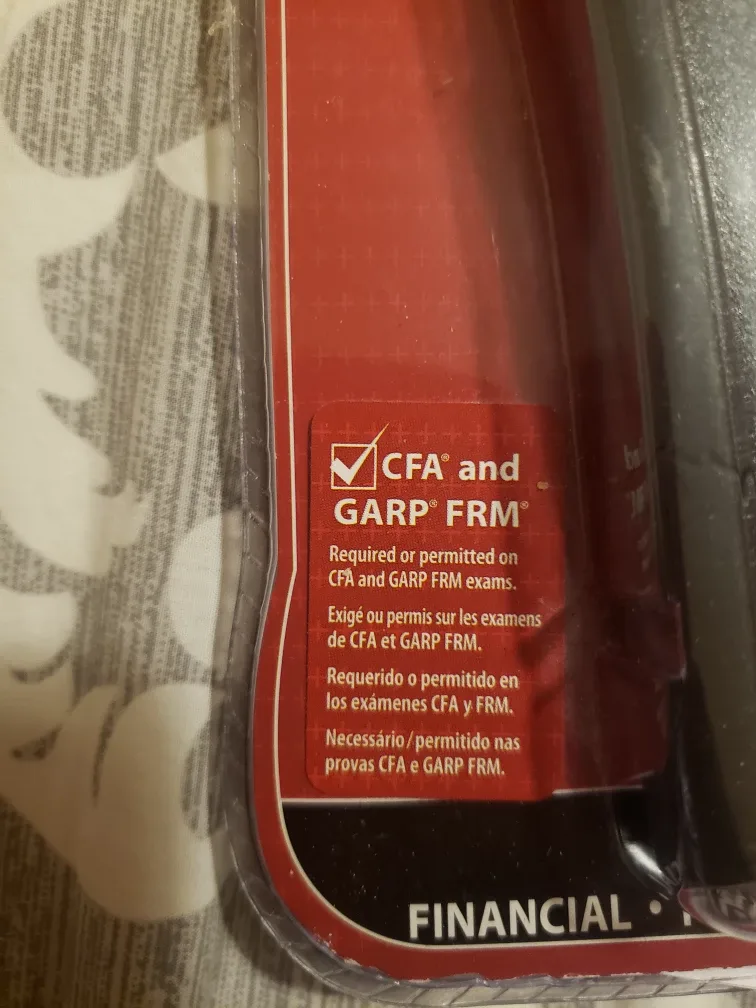 CFA® and
GARP® FRM®
Required or permitted on
CFA and GARP FRM exams.
Exigé ou permis sur les examens
de CFA et GARP FRM.
Requerido o permitido en
los exámenes CFA y FRM.
Necessário/permitido nas
provas CFA e GARP FRM.
FINANCIAL •